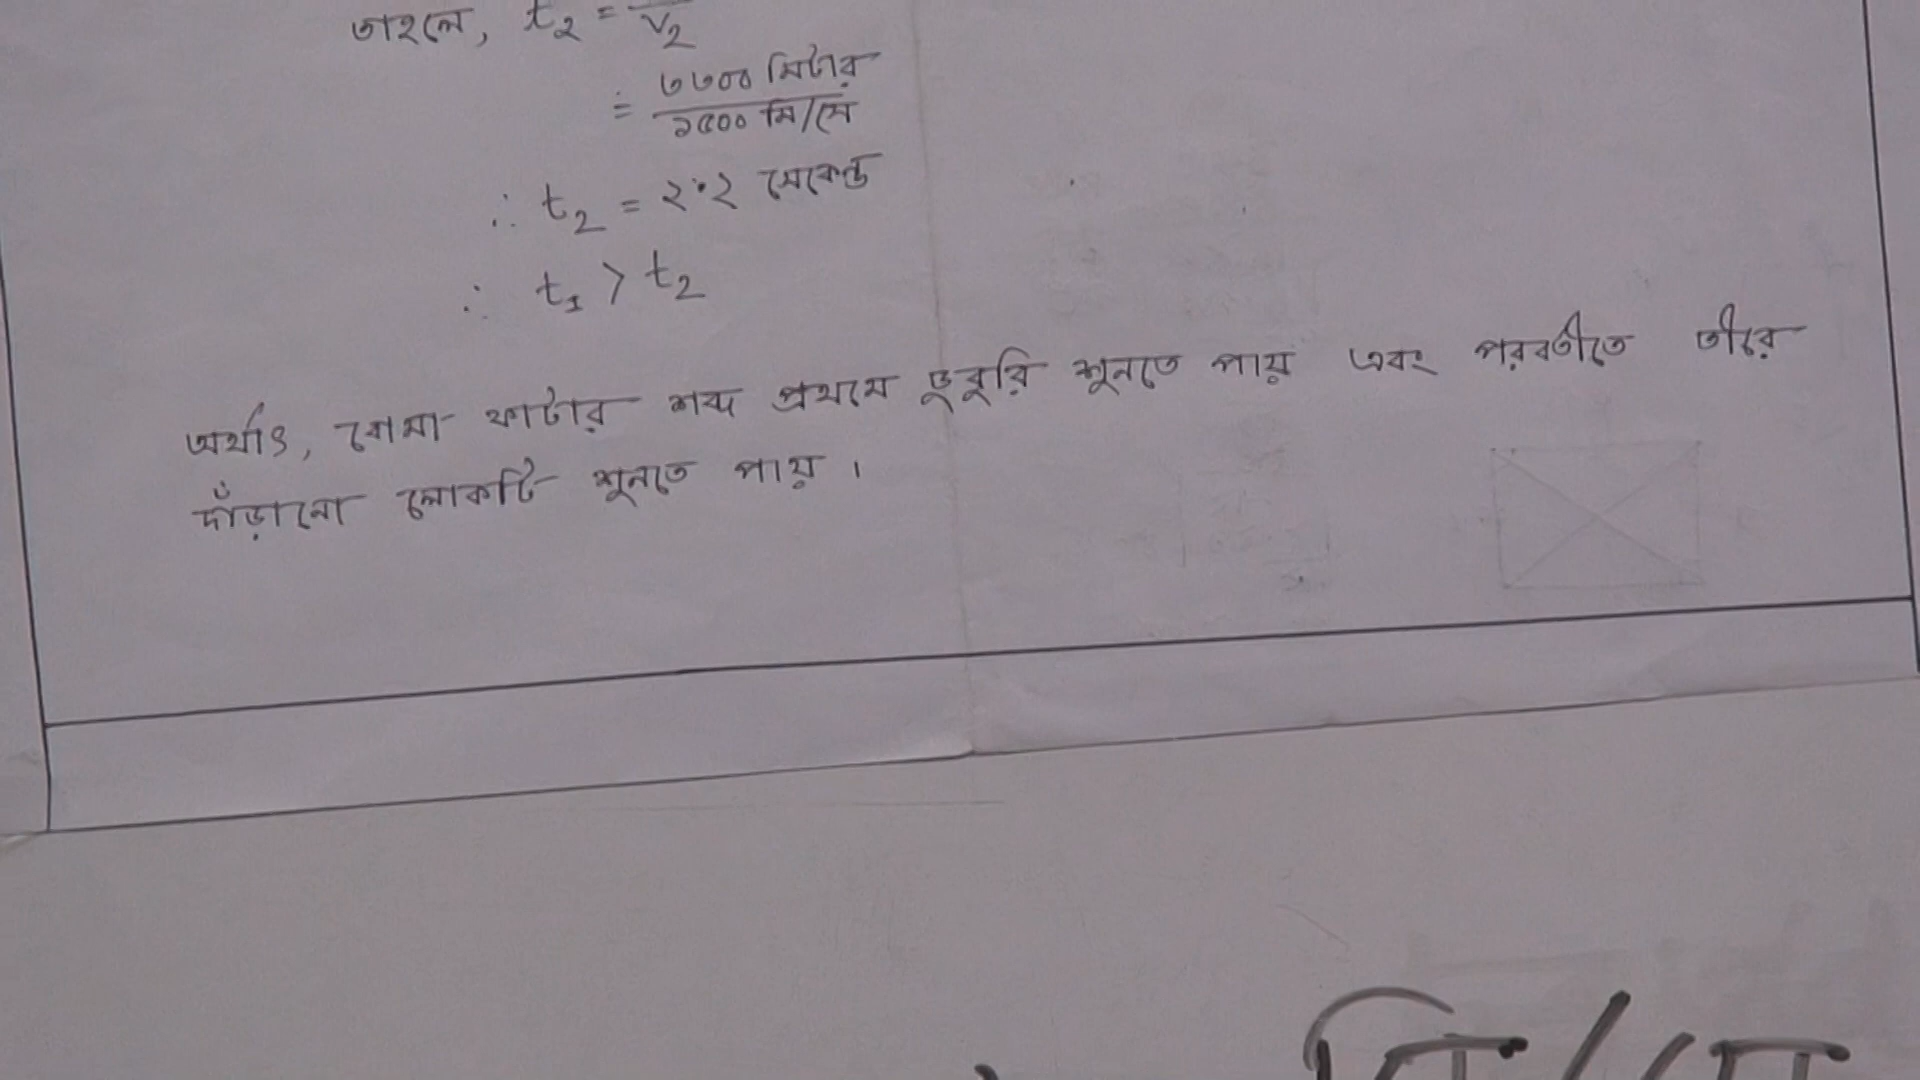 তাহলে, t₂ = V₂
= ৩৩০০ মিটার / ১৫০০ মি/সে
∴ t₂ = ২.২ সেকেন্ড
∴ t₁ > t₂
অর্থাৎ, বোমা ফাটার শব্দ প্রথমে ডুবুরি শুনতে পায় এবং পরবর্তীতে তীরে
দাঁড়ানো লোকটি শুনতে পায়।
মি/সে